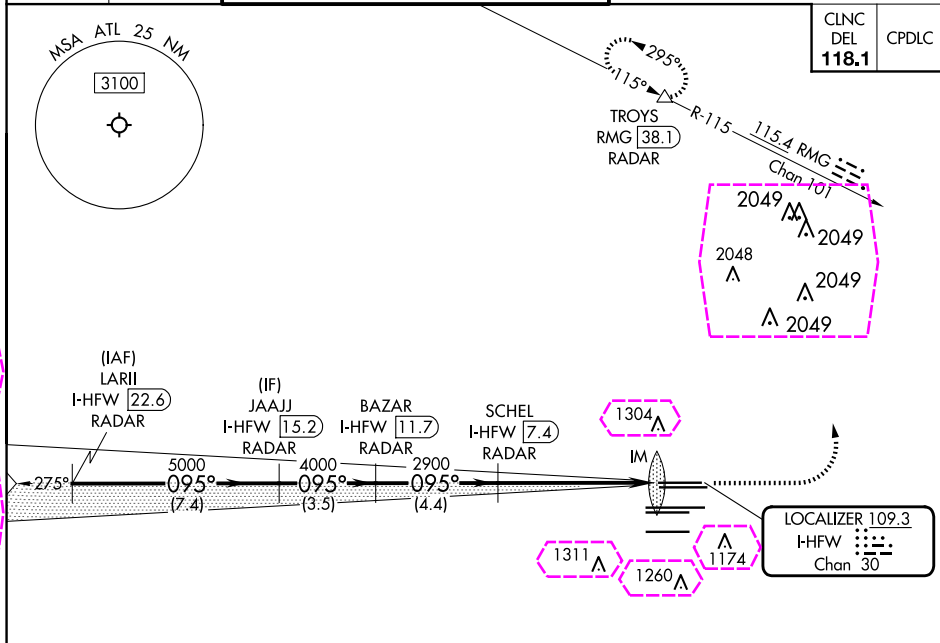 CLNC
DEL
118.1
CPDLC
MSA ATL 25 NM
3100
295°
115°
TROYS
RMG 38.1
RADAR
R-115
115.4 RMG
Chan 101
2049
2049
2048
2049
2049
(IAF)
LARII
I-HFW 22.6
RADAR
(IF)
JAAJJ
I-HFW 15.2
RADAR
BAZAR
I-HFW 11.7
RADAR
SCHEL
I-HFW 7.4
RADAR
1304
IM
275°
5000
095°
(7.4)
4000
095°
(3.5)
2900
095°
(4.4)
LOCALIZER 109.3
I-HFW
Chan 30
1311
1260
1174